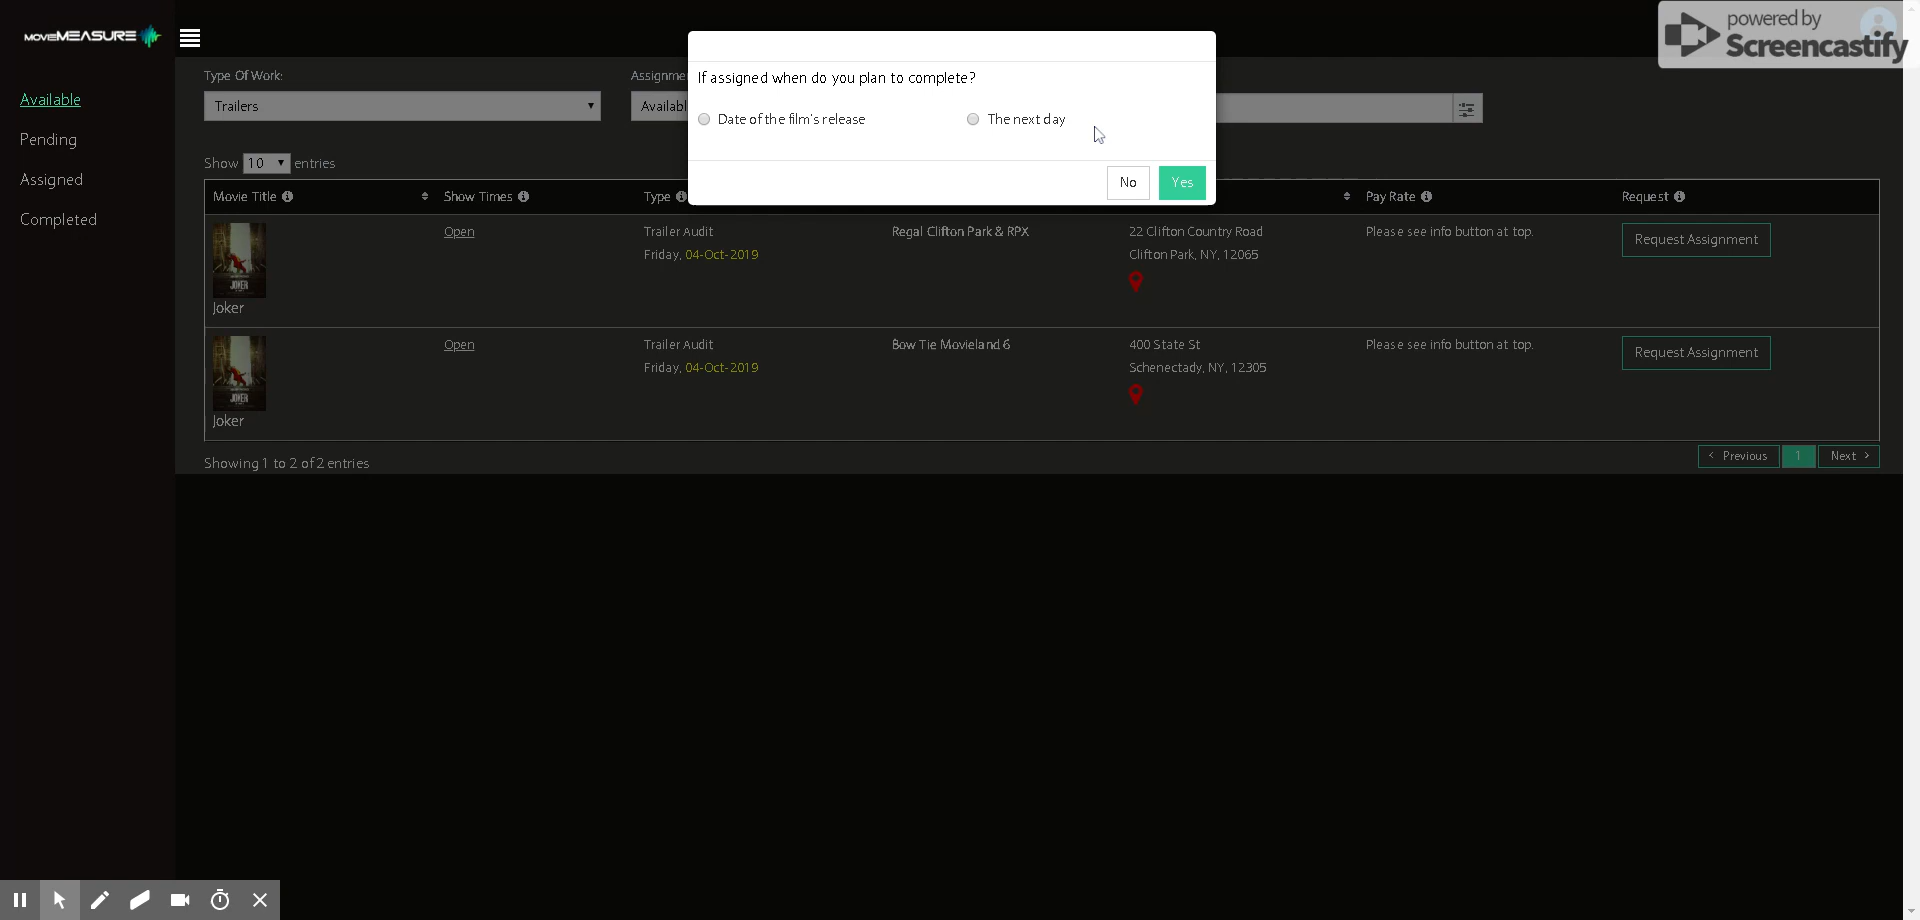 MOVIEMEASURE
powered by
Screencastify
If assigned when do you plan to complete?
Date of the film's release
The next day
No
Yes
Available
Pending
Assigned
Completed
Type Of Work:
Trailers
Show 10 entries
Movie Title
Show Times
Type
Pay Rate
Request
Joker
Open
Trailer Audit
Friday, 04-Oct-2019
Regal Clifton Park & RPX
22 Clifton Country Road
Clifton Park, NY, 12065
Please see info button at top.
Request Assignment
Joker
Open
Trailer Audit
Friday, 04-Oct-2019
Bow Tie Movieland 6
400 State St
Schenectady, NY, 12305
Please see info button at top.
Request Assignment
JOKER
JOKER
Showing 1 to 2 of 2 entries
< Previous
1
Next >